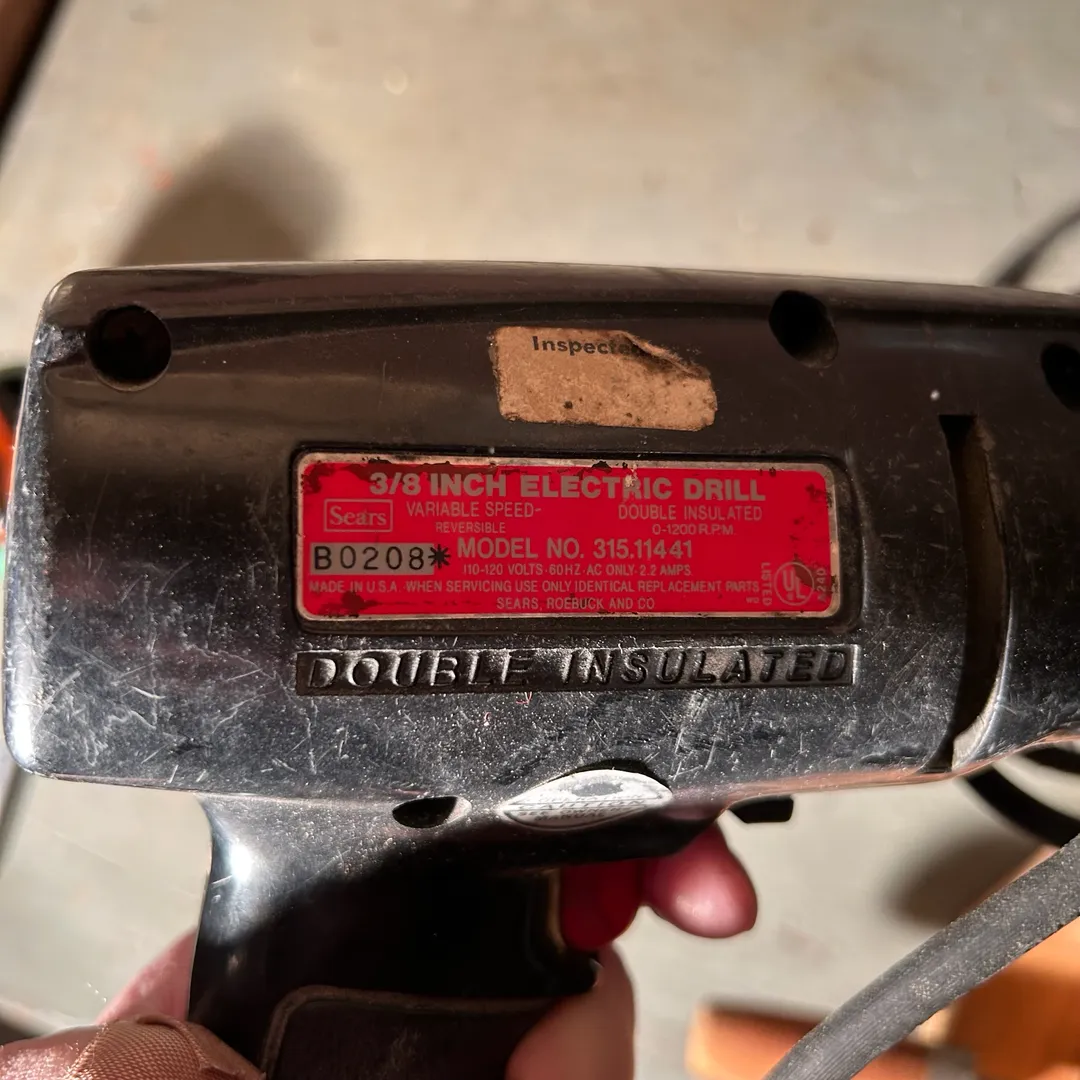 Inspected
3/8 INCH ELECTRIC DRILL
Sears
VARIABLE SPEED-
REVERSIBLE
DOUBLE INSULATED
0-1200 R.P.M.
B0208* MODEL NO. 315.11441
110-120 VOLTS · 60HZ · AC ONLY · 2.2 AMPS
MADE IN U.S.A. · WHEN SERVICING USE ONLY IDENTICAL REPLACEMENT PARTS
SEARS, ROEBUCK AND CO
LISTED
UL
DOUBLE INSULATED